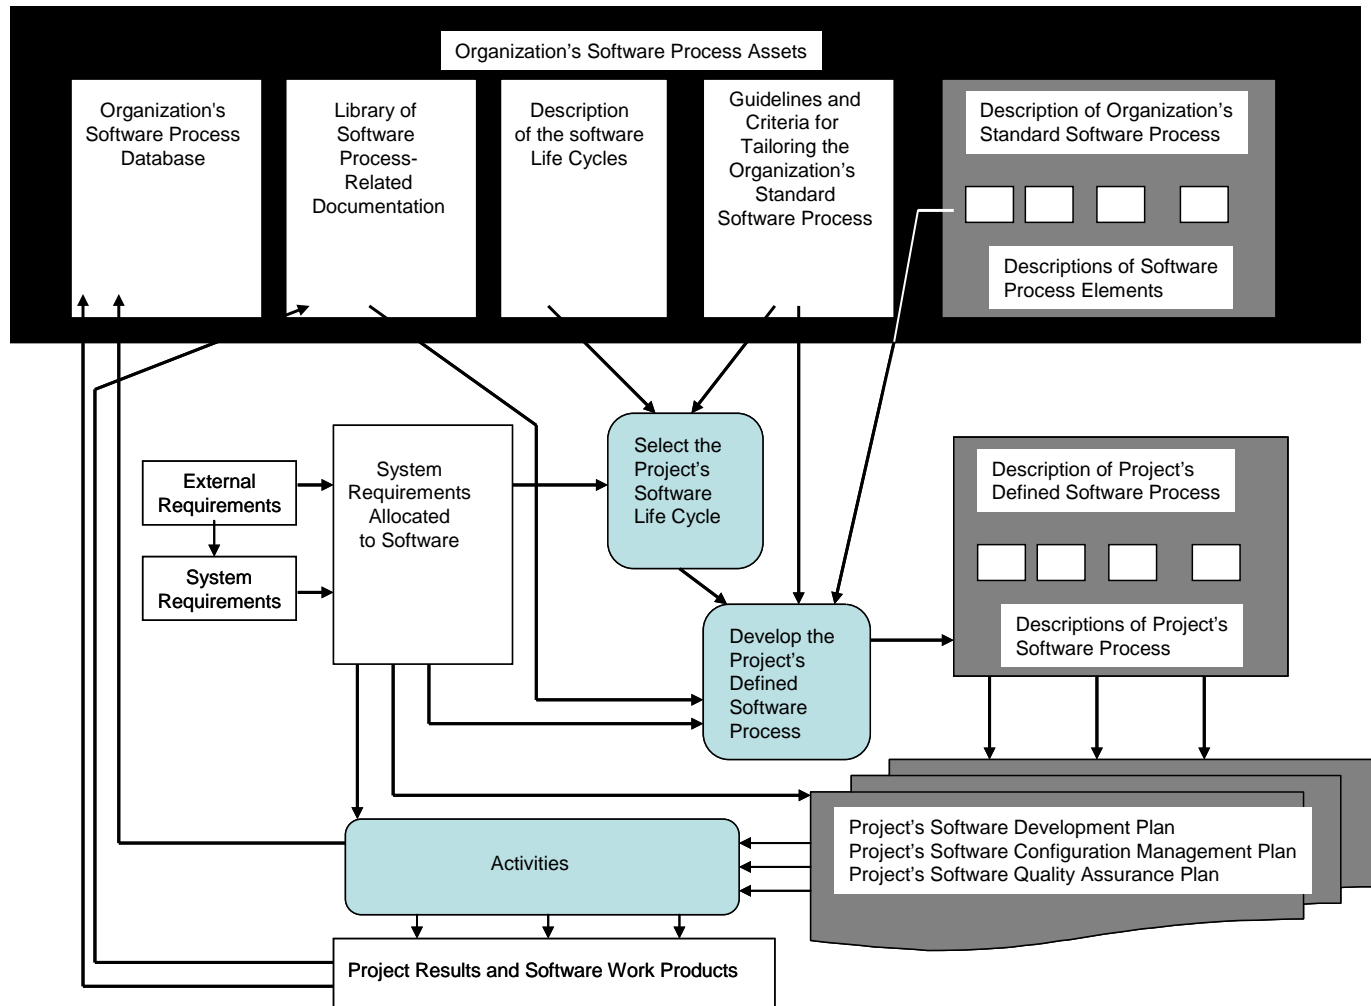 Organization’s Software Process Assets
Organization's
Software Process
Database
Library of
Software
Process-
Related
Documentation
Description
of the software
Life Cycles
Guidelines and
Criteria for
Tailoring the
Organization’s
Standard
Software Process
Description of Organization’s
Standard Software Process
Descriptions of Software
Process Elements
External
Requirements
System
Requirements
System
Requirements
Allocated
to Software
Select the
Project’s
Software
Life Cycle
Develop the
Project’s
Defined
Software
Process
Description of Project’s
Defined Software Process
Descriptions of Project’s
Software Process
Project’s Software Development Plan
Project’s Software Configuration Management Plan
Project’s Software Quality Assurance Plan
Activities
Project Results and Software Work Products